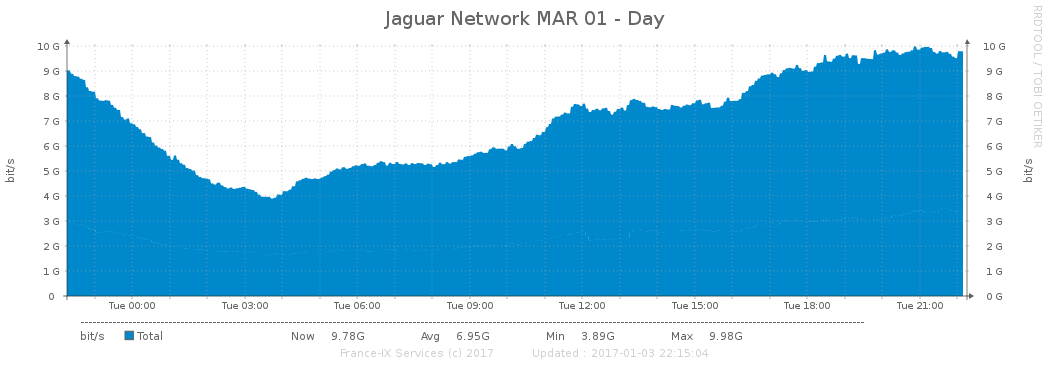 Jaguar Network MAR 01 - Day
RRDTOOL / TOBI OETIKER
bit/s
bit/s
10 G 10 G
9 G 9 G
8 G 8 G
7 G 7 G
6 G 6 G
5 G 5 G
4 G 4 G
3 G 3 G
2 G 2 G
1 G 1 G
0 0 G
Tue 00:00 Tue 03:00 Tue 06:00 Tue 09:00 Tue 12:00 Tue 15:00 Tue 18:00 Tue 21:00
bit/s Total Now 9.78G Avg 6.95G Min 3.89G Max 9.98G
France-IX Services (c) 2017 Updated : 2017-01-03 22:15:04